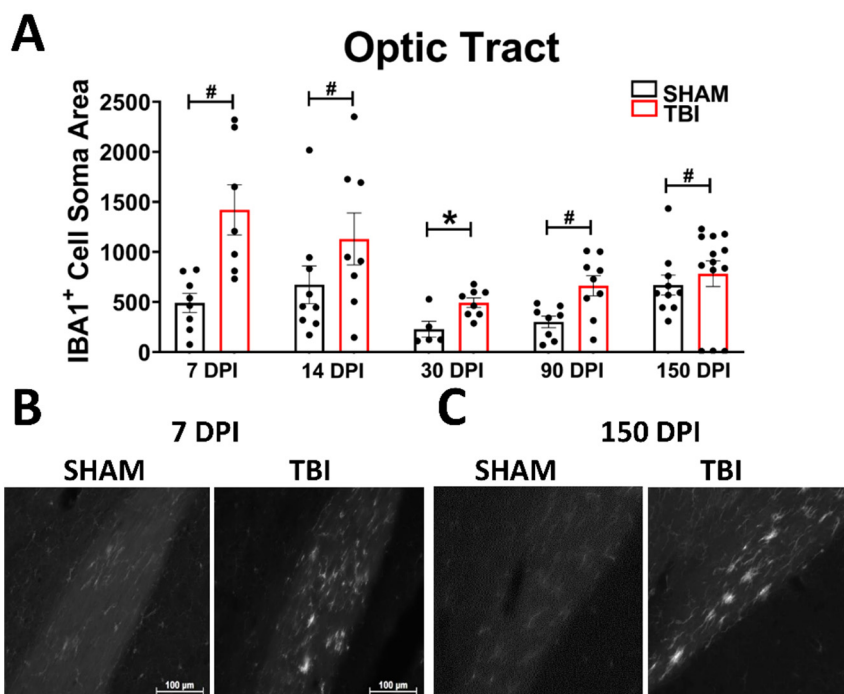 A
Optic Tract
IBA1+ Cell Soma Area
2500
2000
1500
1000
500
0
# # * # #
SHAM
TBI
7 DPI 14 DPI 30 DPI 90 DPI 150 DPI
B
7 DPI
SHAM TBI
100 µm 100 µm
C
150 DPI
SHAM TBI